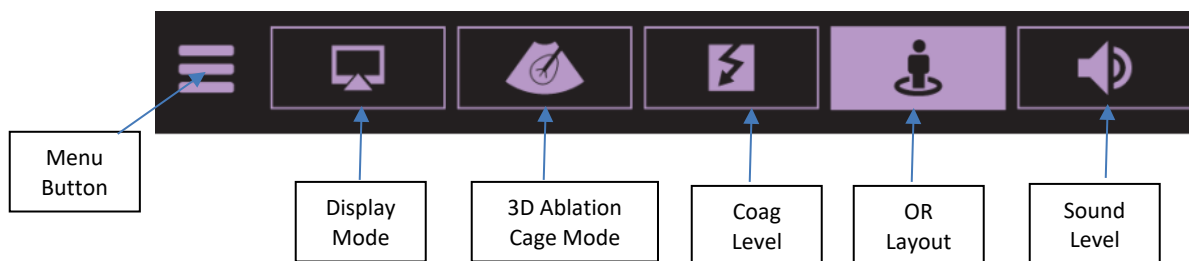 Menu
Button
Display
Mode
3D Ablation
Cage Mode
Coag
Level
OR
Layout
Sound
Level